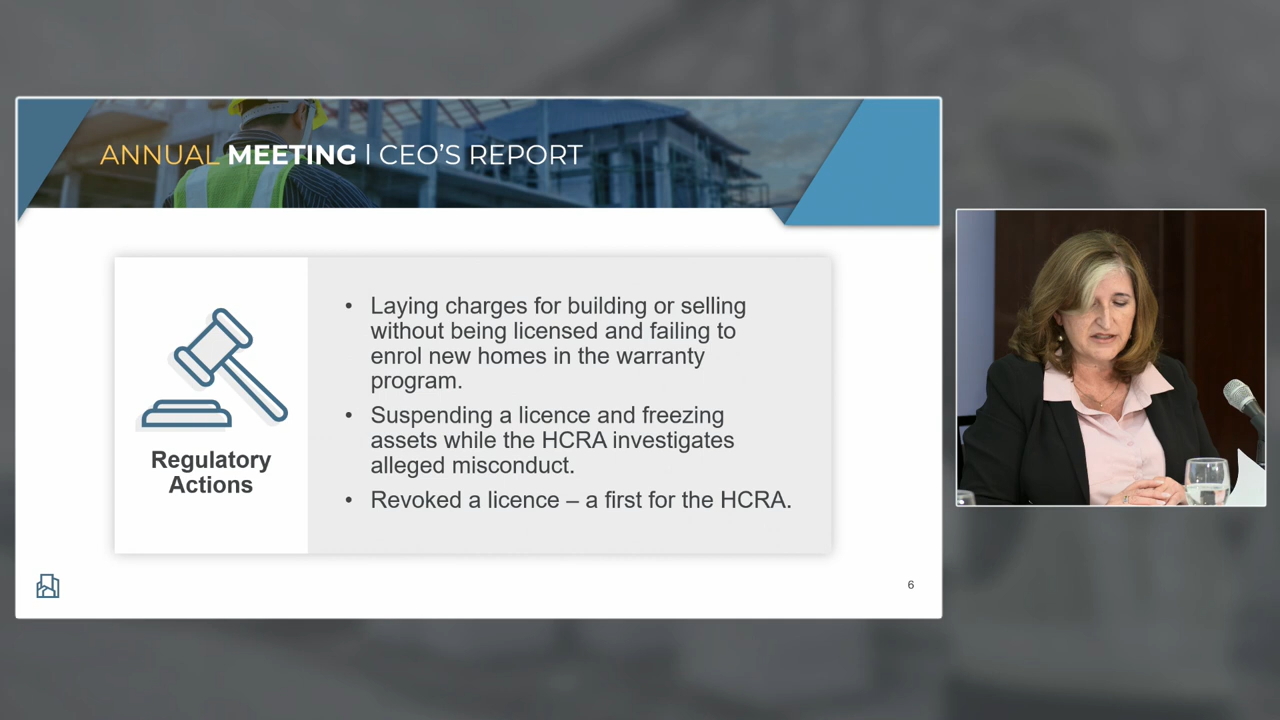 ANNUAL MEETING | CEO'S REPORT
Regulatory
Actions
• Laying charges for building or selling
without being licensed and failing to
enrol new homes in the warranty
program.
• Suspending a licence and freezing
assets while the HCRA investigates
alleged misconduct.
• Revoked a licence – a first for the HCRA.
6